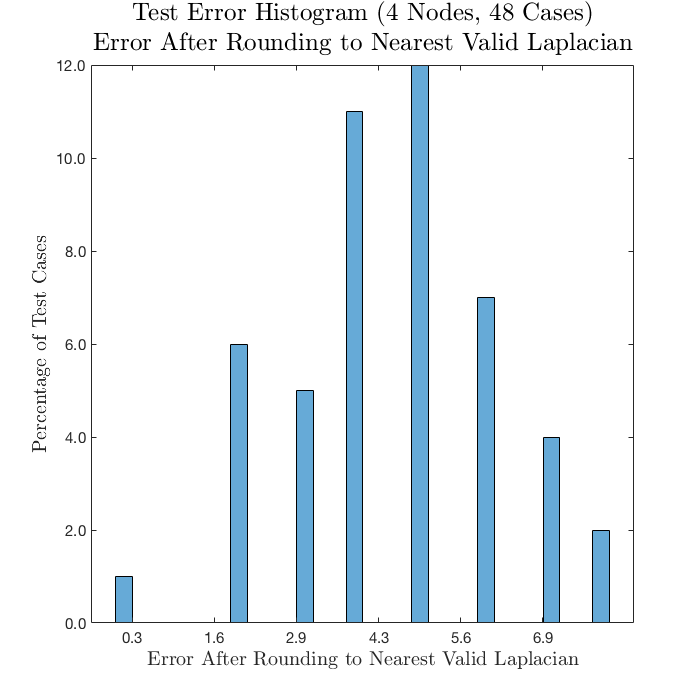 Test Error Histogram (4 Nodes, 48 Cases)
Error After Rounding to Nearest Valid Laplacian
12.0
10.0
8.0
6.0
4.0
2.0
0.0
Percentage of Test Cases
0.3 1.6 2.9 4.3 5.6 6.9
Error After Rounding to Nearest Valid Laplacian